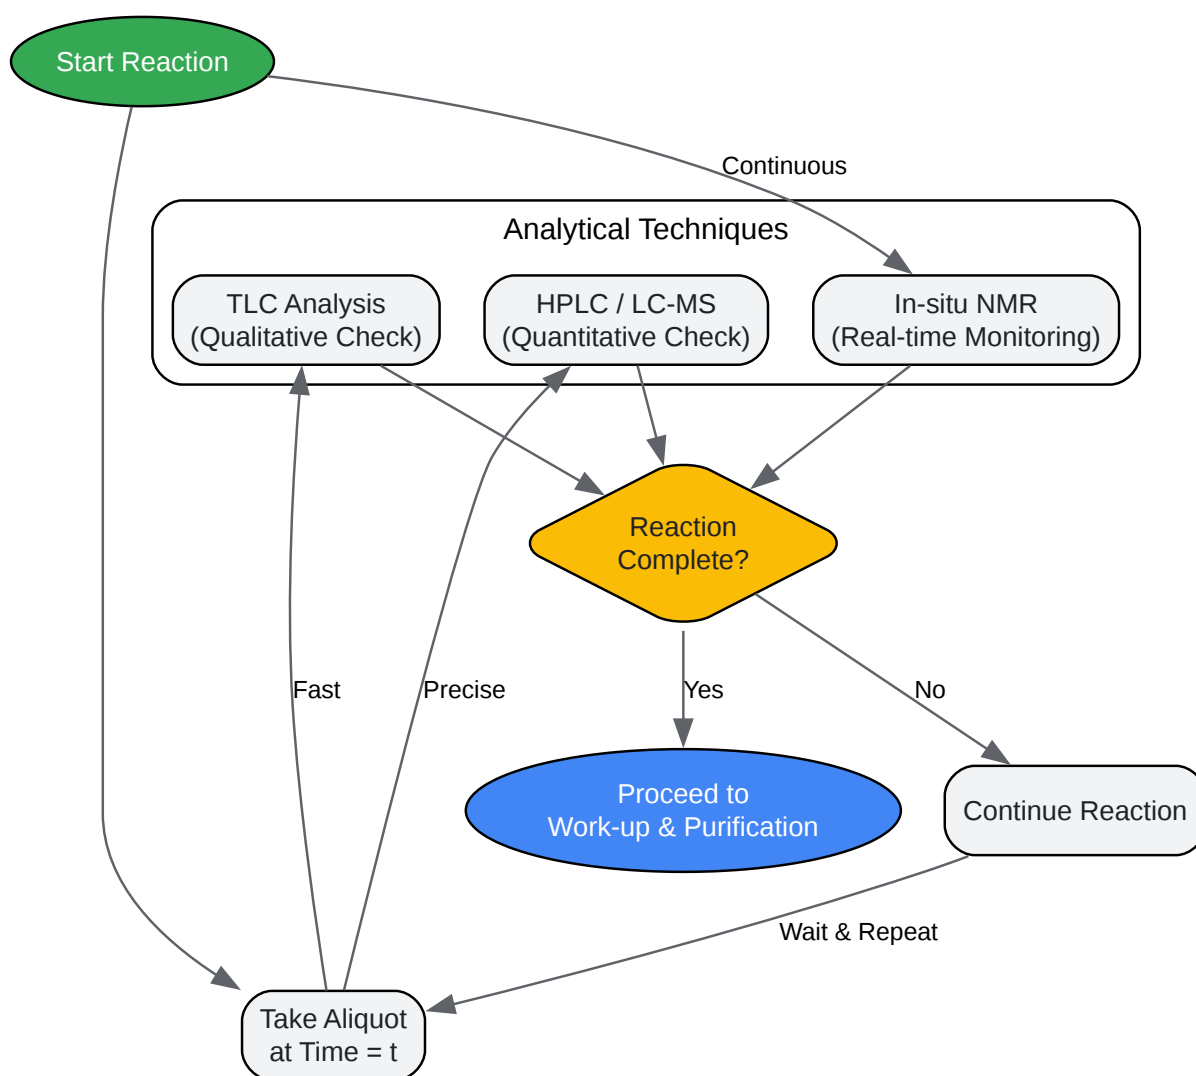 Start Reaction
Continuous
Analytical Techniques
TLC Analysis
(Qualitative Check)
HPLC / LC-MS
(Quantitative Check)
In-situ NMR
(Real-time Monitoring)
Reaction
Complete?
Fast
Precise
Yes
No
Proceed to
Work-up & Purification
Continue Reaction
Wait & Repeat
Take Aliquot
at Time = t